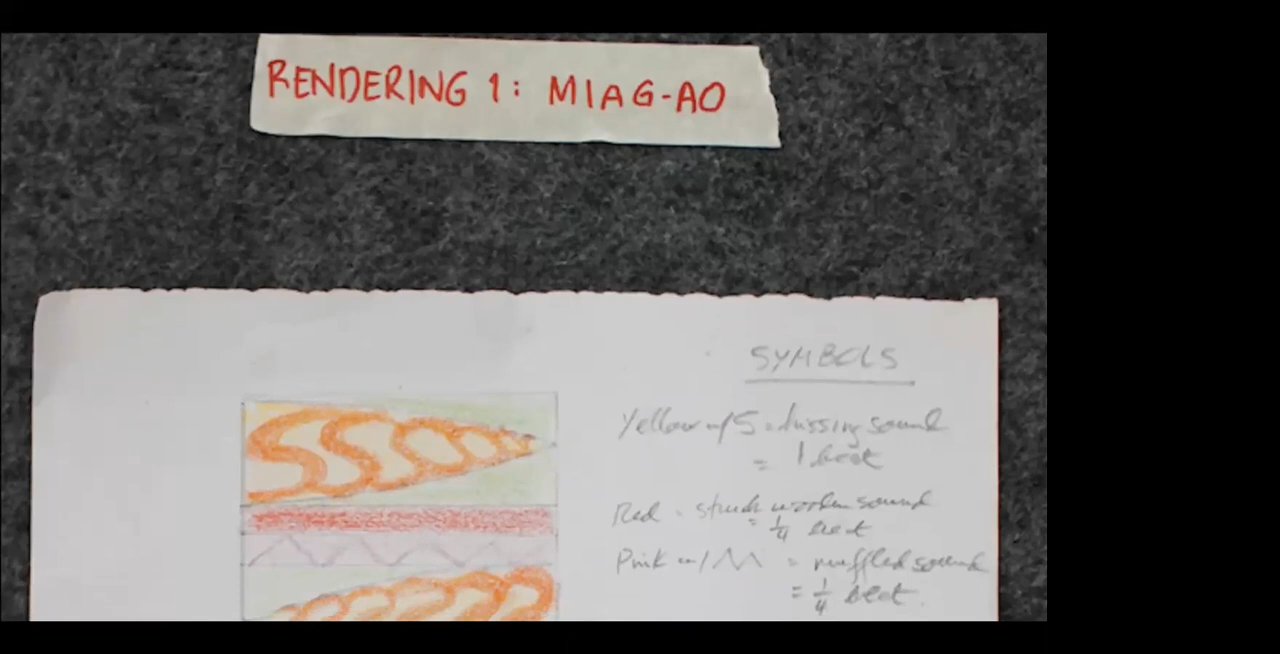 RENDERING 1: MIAG-AO
SYMBOLS
Yellow w/ S = hissing sound
= 1 beat
Red = struck wooden sound
= 1/4 beat
Pink w/ M = muffled sound
= 1/4 beat.